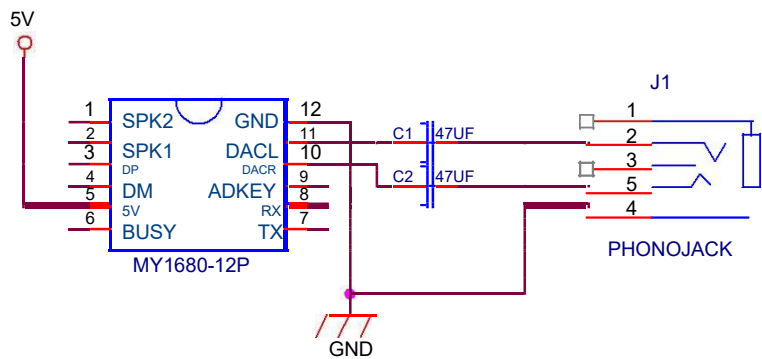 5V
J1
1 SPK2 GND 12
2 SPK1 DACL 11
3 DP DACR 10
4 DM ADKEY 9
5 5V RX 8
6 BUSY TX 7
MY1680-12P
C1 47UF
C2 47UF
1
2
3
5
4
PHONOJACK
GND